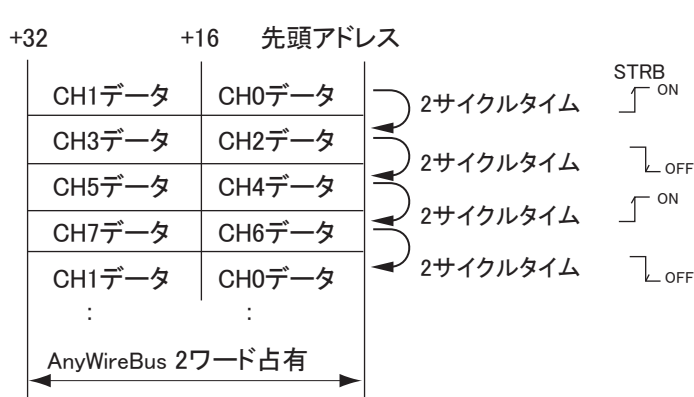 +32 +16 先頭アドレス
STRB
CH1データ CH0データ 2サイクルタイム ON
CH3データ CH2データ 2サイクルタイム OFF
CH5データ CH4データ 2サイクルタイム ON
CH7データ CH6データ 2サイクルタイム OFF
CH1データ CH0データ
: :
AnyWireBus 2ワード占有